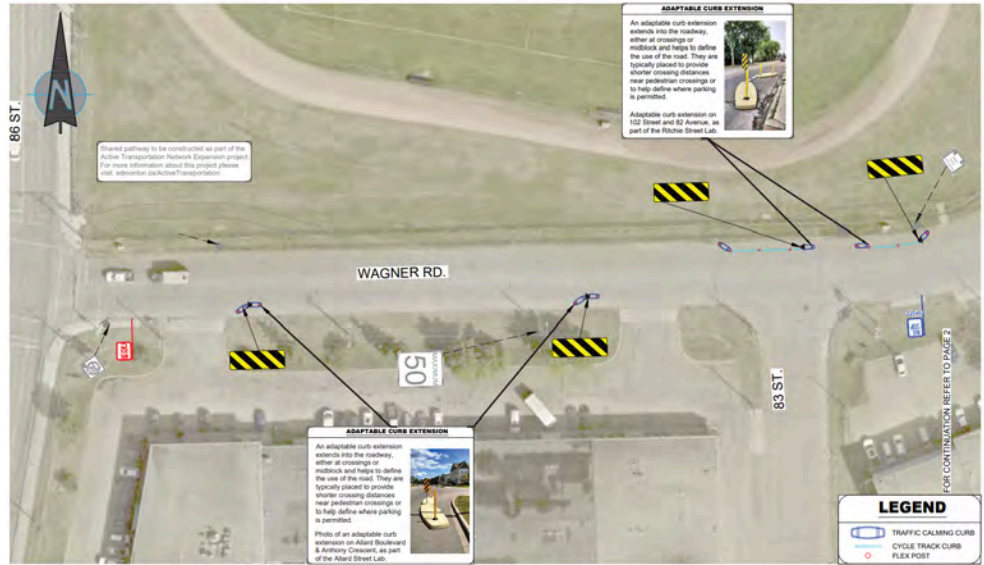 ADAPTABLE CURB EXTENSION
An adaptable curb extension
extends into the roadway,
either at crossings or
midblock and helps to define
the use of the road. They are
typically placed to provide
shorter crossing distances
near pedestrian crossings or
to help define where parking
is permitted.
Adaptable curb extension on
102 Street and 82 Avenue, as
part of the Ritchie Street Lab.
N
86 ST.
Shared pathway to be constructed as part of the
Active Transportation Network Expansion project.
For more information about this project please
visit: edmonton.ca/ActiveTransportation
WAGNER RD.
MAXIMUM
50
83 ST.
FOR CONTINUATION REFER TO PAGE 2
ADAPTABLE CURB EXTENSION
An adaptable curb extension
extends into the roadway,
either at crossings or
midblock and helps to define
the use of the road. They are
typically placed to provide
shorter crossing distances
near pedestrian crossings or
to help define where parking
is permitted.
Photo of an adaptable curb
extension on Allard Boulevard
& Anthony Crescent, as part
of the Allard Street Lab.
LEGEND
TRAFFIC CALMING CURB
CYCLE TRACK CURB
FLEX POST